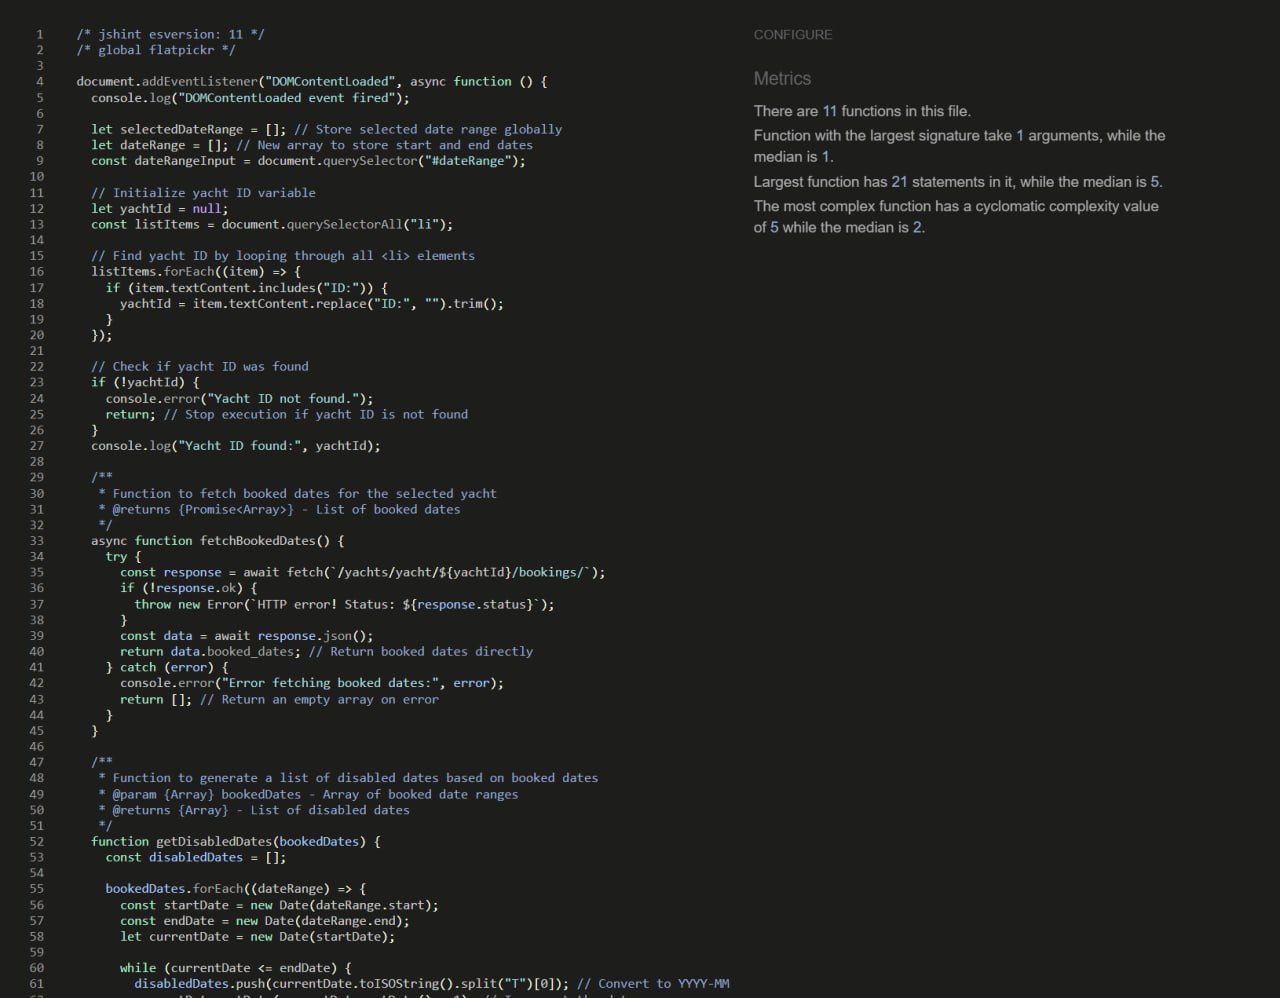 1 /* jshint esversion: 11 */
2 /* global flatpickr */
3
4 document.addEventListener("DOMContentLoaded", async function () {
5 console.log("DOMContentLoaded event fired");
6
7 let selectedDateRange = []; // Store selected date range globally
8 let dateRange = []; // New array to store start and end dates
9 const dateRangeInput = document.querySelector("#dateRange");
10
11 // Initialize yacht ID variable
12 let yachtId = null;
13 const listItems = document.querySelectorAll("li");
14
15 // Find yacht ID by looping through all <li> elements
16 listItems.forEach((item) => {
17 if (item.textContent.includes("ID:")) {
18 yachtId = item.textContent.replace("ID:", "").trim();
19 }
20 });
21
22 // Check if yacht ID was found
23 if (!yachtId) {
24 console.error("Yacht ID not found.");
25 return; // Stop execution if yacht ID is not found
26 }
27 console.log("Yacht ID found:", yachtId);
28
29 /**
30 * Function to fetch booked dates for the selected yacht
31 * @returns {Promise<Array>} - List of booked dates
32 */
33 async function fetchBookedDates() {
34 try {
35 const response = await fetch(`/yachts/yacht/${yachtId}/bookings/`);
36 if (!response.ok) {
37 throw new Error(`HTTP error! Status: ${response.status}`);
38 }
39 const data = await response.json();
40 return data.booked_dates; // Return booked dates directly
41 } catch (error) {
42 console.error("Error fetching booked dates:", error);
43 return []; // Return an empty array on error
44 }
45 }
46
47 /**
48 * Function to generate a list of disabled dates based on booked dates
49 * @param {Array} bookedDates - Array of booked date ranges
50 * @returns {Array} - List of disabled dates
51 */
52 function getDisabledDates(bookedDates) {
53 const disabledDates = [];
54
55 bookedDates.forEach((dateRange) => {
56 const startDate = new Date(dateRange.start);
57 const endDate = new Date(dateRange.end);
58 let currentDate = new Date(startDate);
59
60 while (currentDate <= endDate) {
61 disabledDates.push(currentDate.toISOString().split("T")[0]); // Convert to YYYY-MM
CONFIGURE
Metrics
There are 11 functions in this file.
Function with the largest signature take 1 arguments, while the
median is 1.
Largest function has 21 statements in it, while the median is 5.
The most complex function has a cyclomatic complexity value
of 5 while the median is 2.